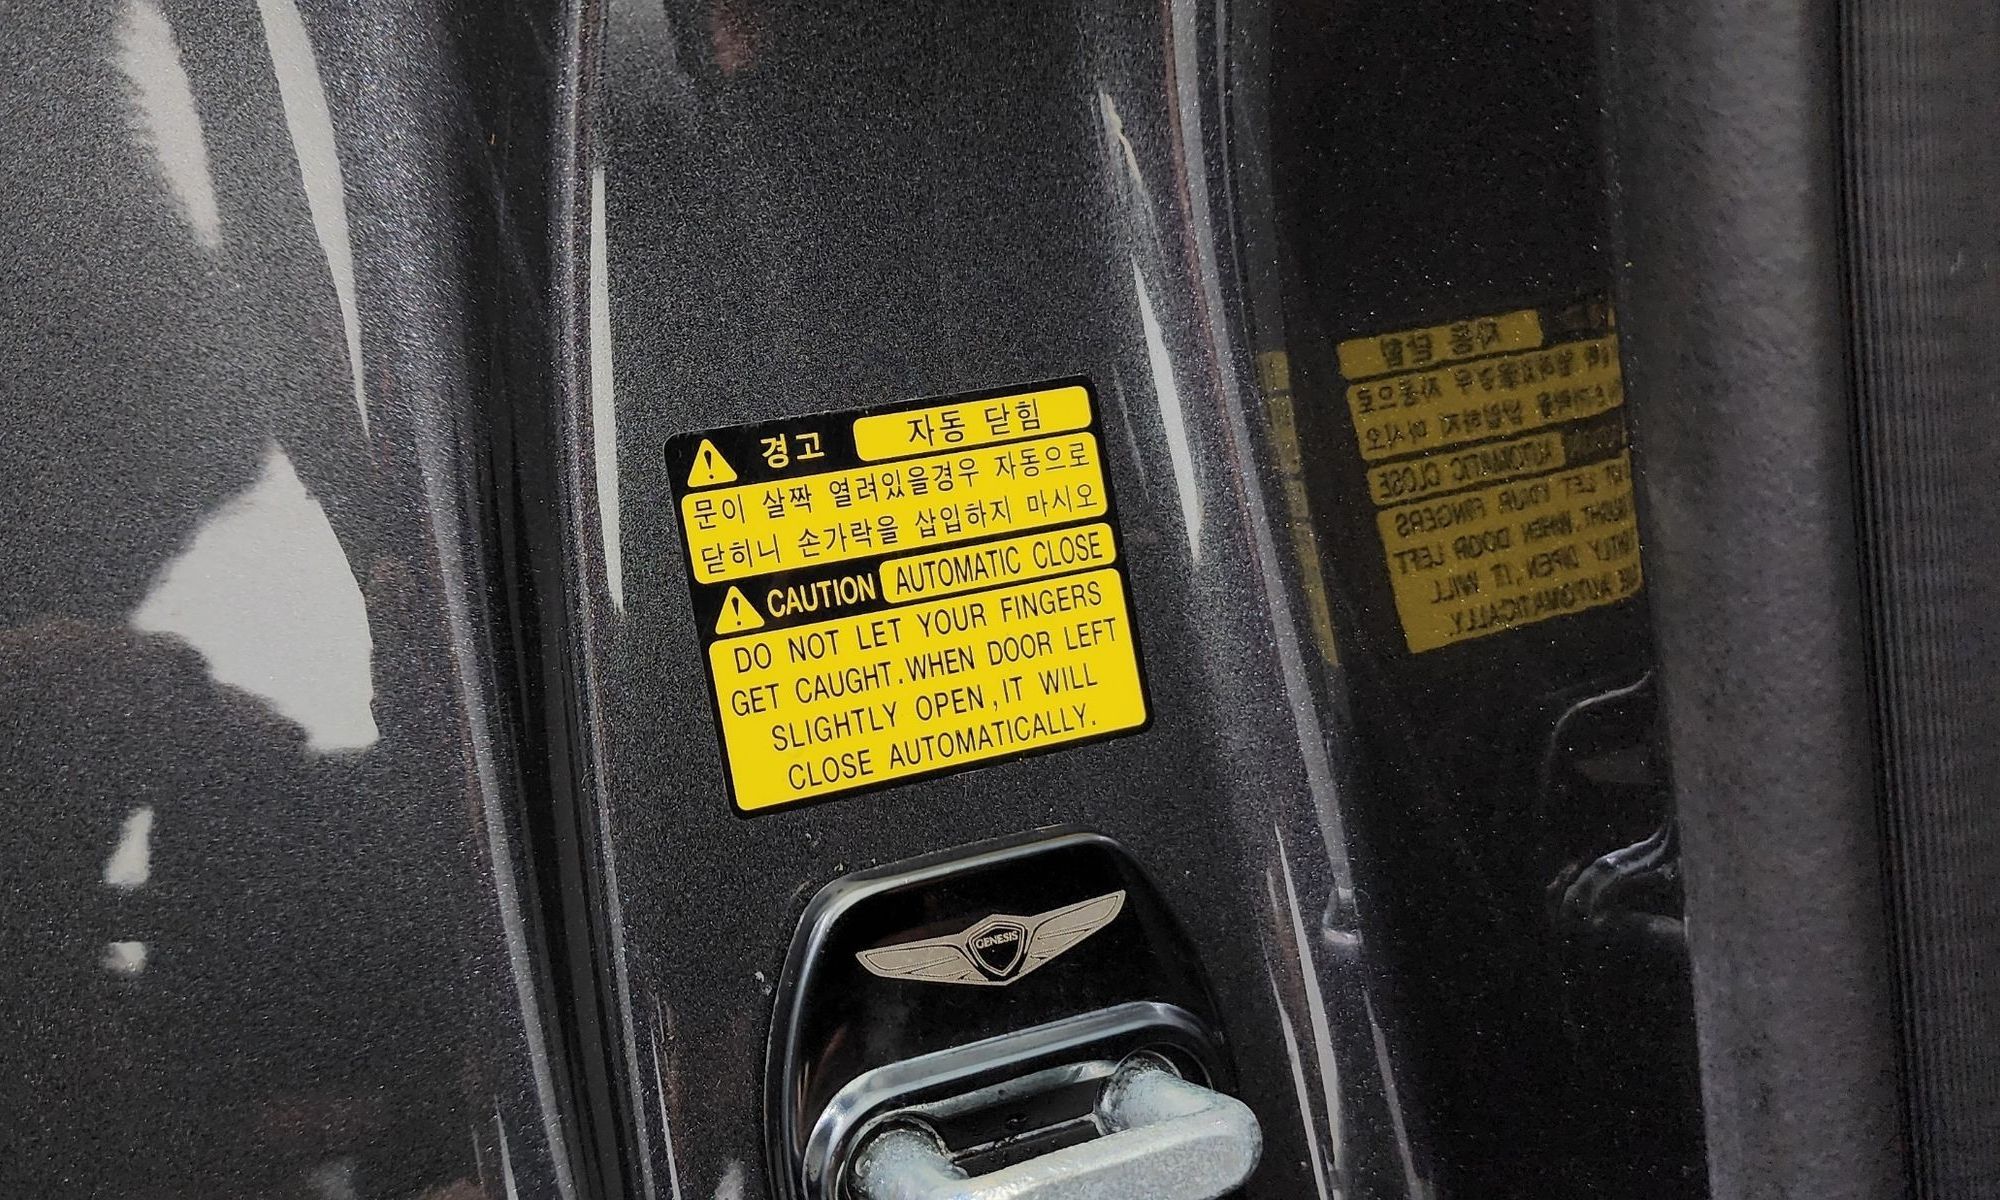 경고 자동 닫힘
문이 살짝 열려있을경우 자동으로
닫히니 손가락을 삽입하지 마시오
CAUTION AUTOMATIC CLOSE
DO NOT LET YOUR FINGERS
GET CAUGHT.WHEN DOOR LEFT
SLIGHTLY OPEN,IT WILL
CLOSE AUTOMATICALLY.
GENESIS